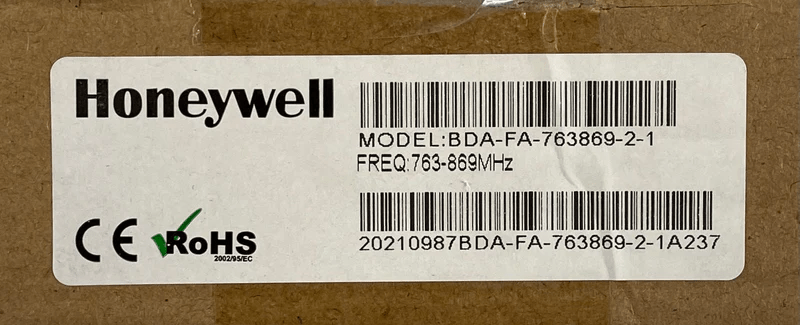 Honeywell
MODEL:BDA-FA-763869-2-1
FREQ:763-869MHz
CE RoHS
2002/95/EC
20210987BDA-FA-763869-2-1A237